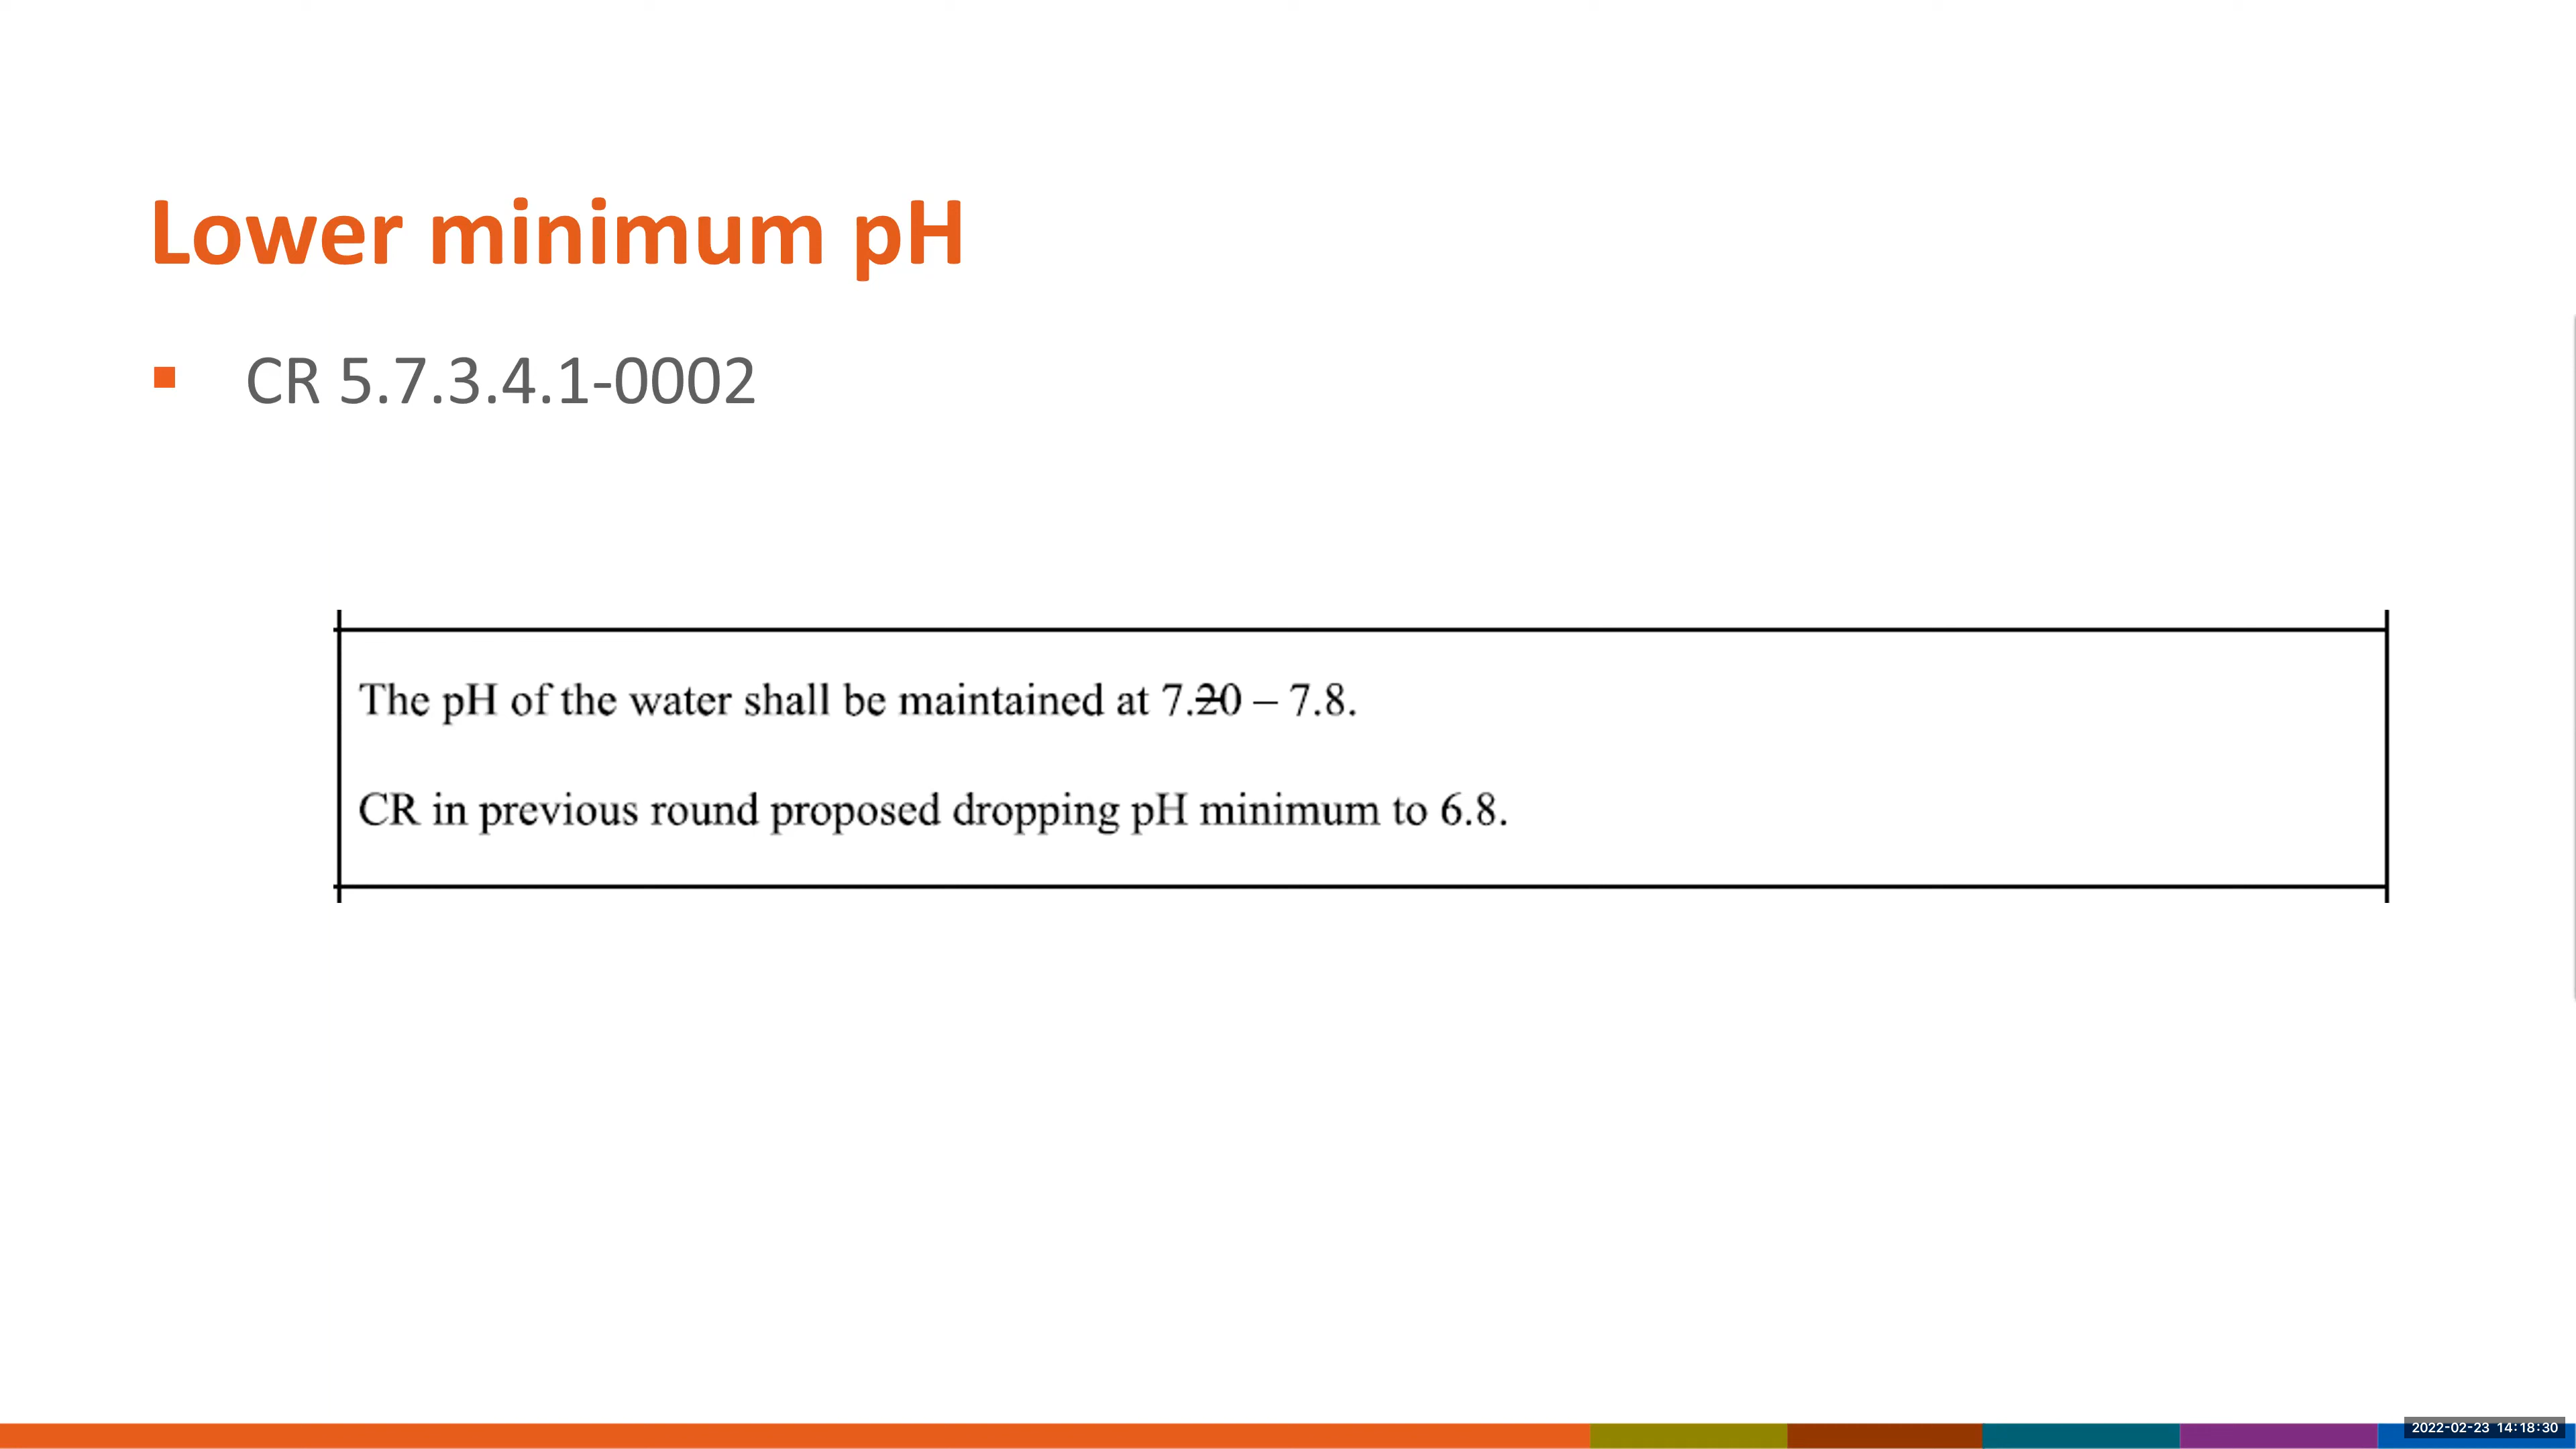 Lower minimum pH
▪ CR 5.7.3.4.1-0002
The pH of the water shall be maintained at 7.20 – 7.8.
CR in previous round proposed dropping pH minimum to 6.8.
2022-02-23 14:18:30